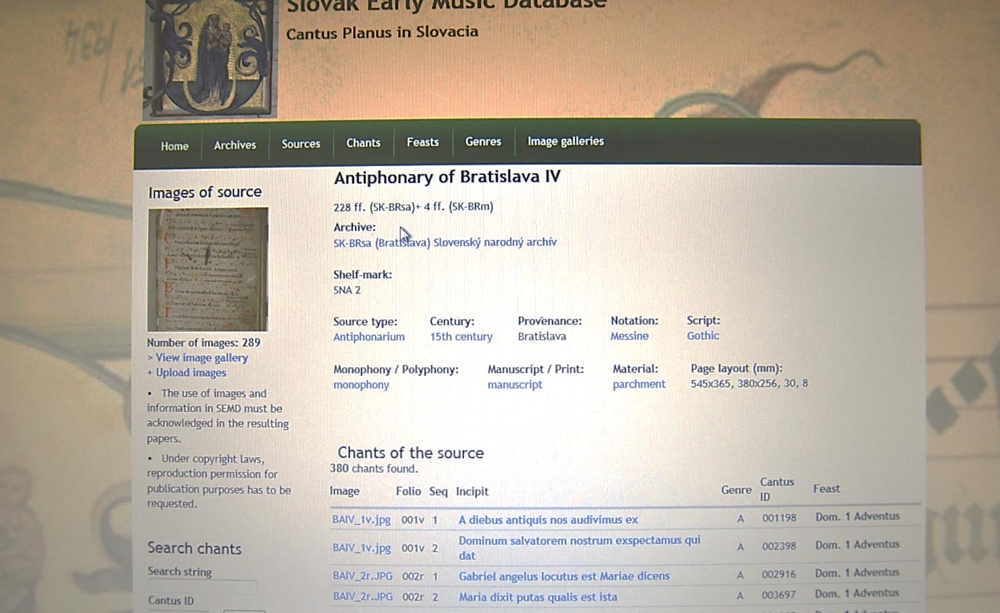 Slovak Early Music Database
Cantus Planus in Slovacia
Home Archives Sources Chants Feasts Genres Image galleries
Images of source
Number of images: 289
> View image gallery
+ Upload images
• The use of images and
information in SEMD must be
acknowledged in the resulting
papers.
• Under copyright laws,
reproduction permission for
publication purposes has to be
requested.
Search chants
Search string
Cantus ID
Antiphonary of Bratislava IV
228 ff. (SK-BRsa)+ 4 ff. (SK-BRm)
Archive:
SK-BRsa (Bratislava) Slovenský narodný archív
Shelf-mark:
SNA 2
Source type: Century: Provenance: Notation: Script:
Antiphonarium 15th century Bratislava Messine Gothic
Monophony / Polyphony: Manuscript / Print: Material: Page layout (mm):
monophony manuscript parchment 545x365, 380x256, 30, 8
Chants of the source
380 chants found.
Image Folio Seq Incipit Genre Cantus ID Feast
BAIV_1v.jpg 001v 1 A diebus antiquis nos audivimus ex A 001198 Dom. 1 Adventus
BAIV_1v.jpg 001v 2 Dominum salvatorem nostrum exspectamus qui dat A 002398 Dom. 1 Adventus
BAIV_2r.JPG 002r 1 Gabriel angelus locutus est Mariae dicens A 002916 Dom. 1 Adventus
BAIV_2r.JPG 002r 2 Maria dixit putas qualis est ista A 003697 Dom. 1 Adventus